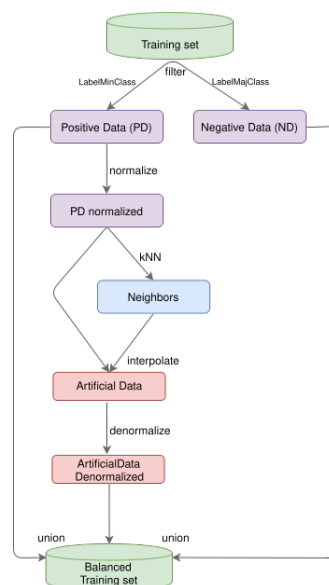 Training set
filter
LabelMinClass
LabelMajClass
Positive Data (PD)
Negative Data (ND)
normalize
PD normalized
kNN
Neighbors
interpolate
Artificial Data
denormalize
ArtificialData
Denormalized
union
union
Balanced
Training set